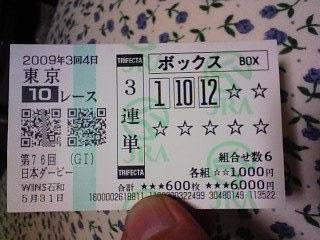 2009年3回4日
東京
10レース
第76回 (GI)
日本ダービー
WINS石和
5月31日
TRIFECTA
3連単
TRIFECTA
ボックス BOX
1 10 12 ☆ ☆
☆ ☆ ☆ ☆ ☆
JRA
組合せ数6
各組 ☆☆1,000円
合計 ★★★600枚 ★★★6,000円